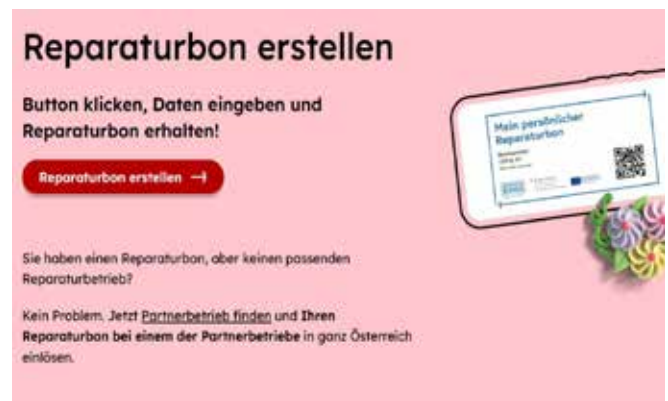 Reparaturbon erstellen
Button klicken, Daten eingeben und
Reparaturbon erhalten!
Reparaturbon erstellen →
Sie haben einen Reparaturbon, aber keinen passenden
Reparaturbetrieb?
Kein Problem. Jetzt Partnerbetrieb finden und Ihren
Reparaturbon bei einem der Partnerbetriebe in ganz Österreich
einlösen.
Mein persönlicher
Reparaturbon